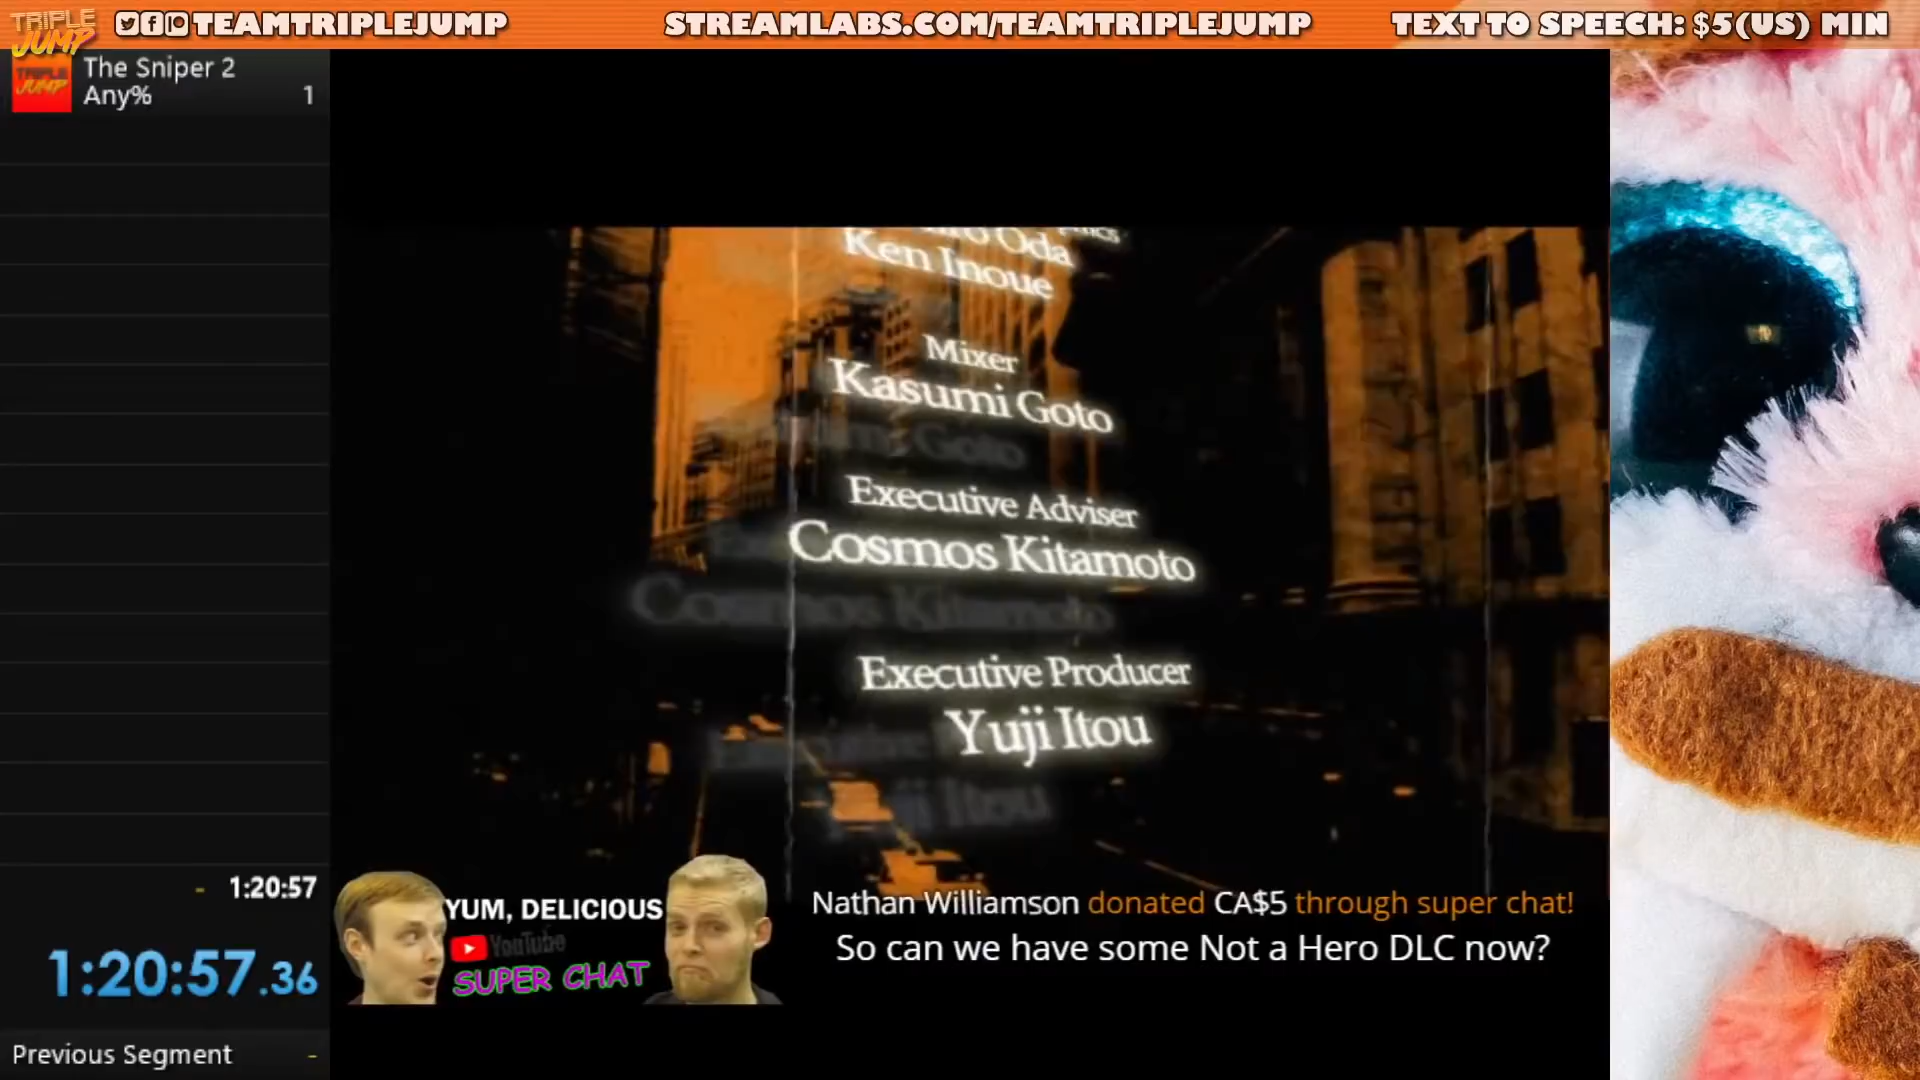 TRIPLE JUMP
TEAMTRIPLEJUMP
STREAMLABS.COM/TEAMTRIPLEJUMP
TEXT TO SPEECH: $5(US) MIN
TRIPLE JUMP
The Sniper 2
Any%
1
Oda
Ken Inoue
Mixer
Kasumi Goto
Executive Adviser
Cosmos Kitamoto
Executive Producer
Yuji Itou
- 1:20:57
1:20:57.36
Previous Segment -
YUM, DELICIOUS
YouTube
SUPER CHAT
Nathan Williamson donated CA$5 through super chat!
So can we have some Not a Hero DLC now?